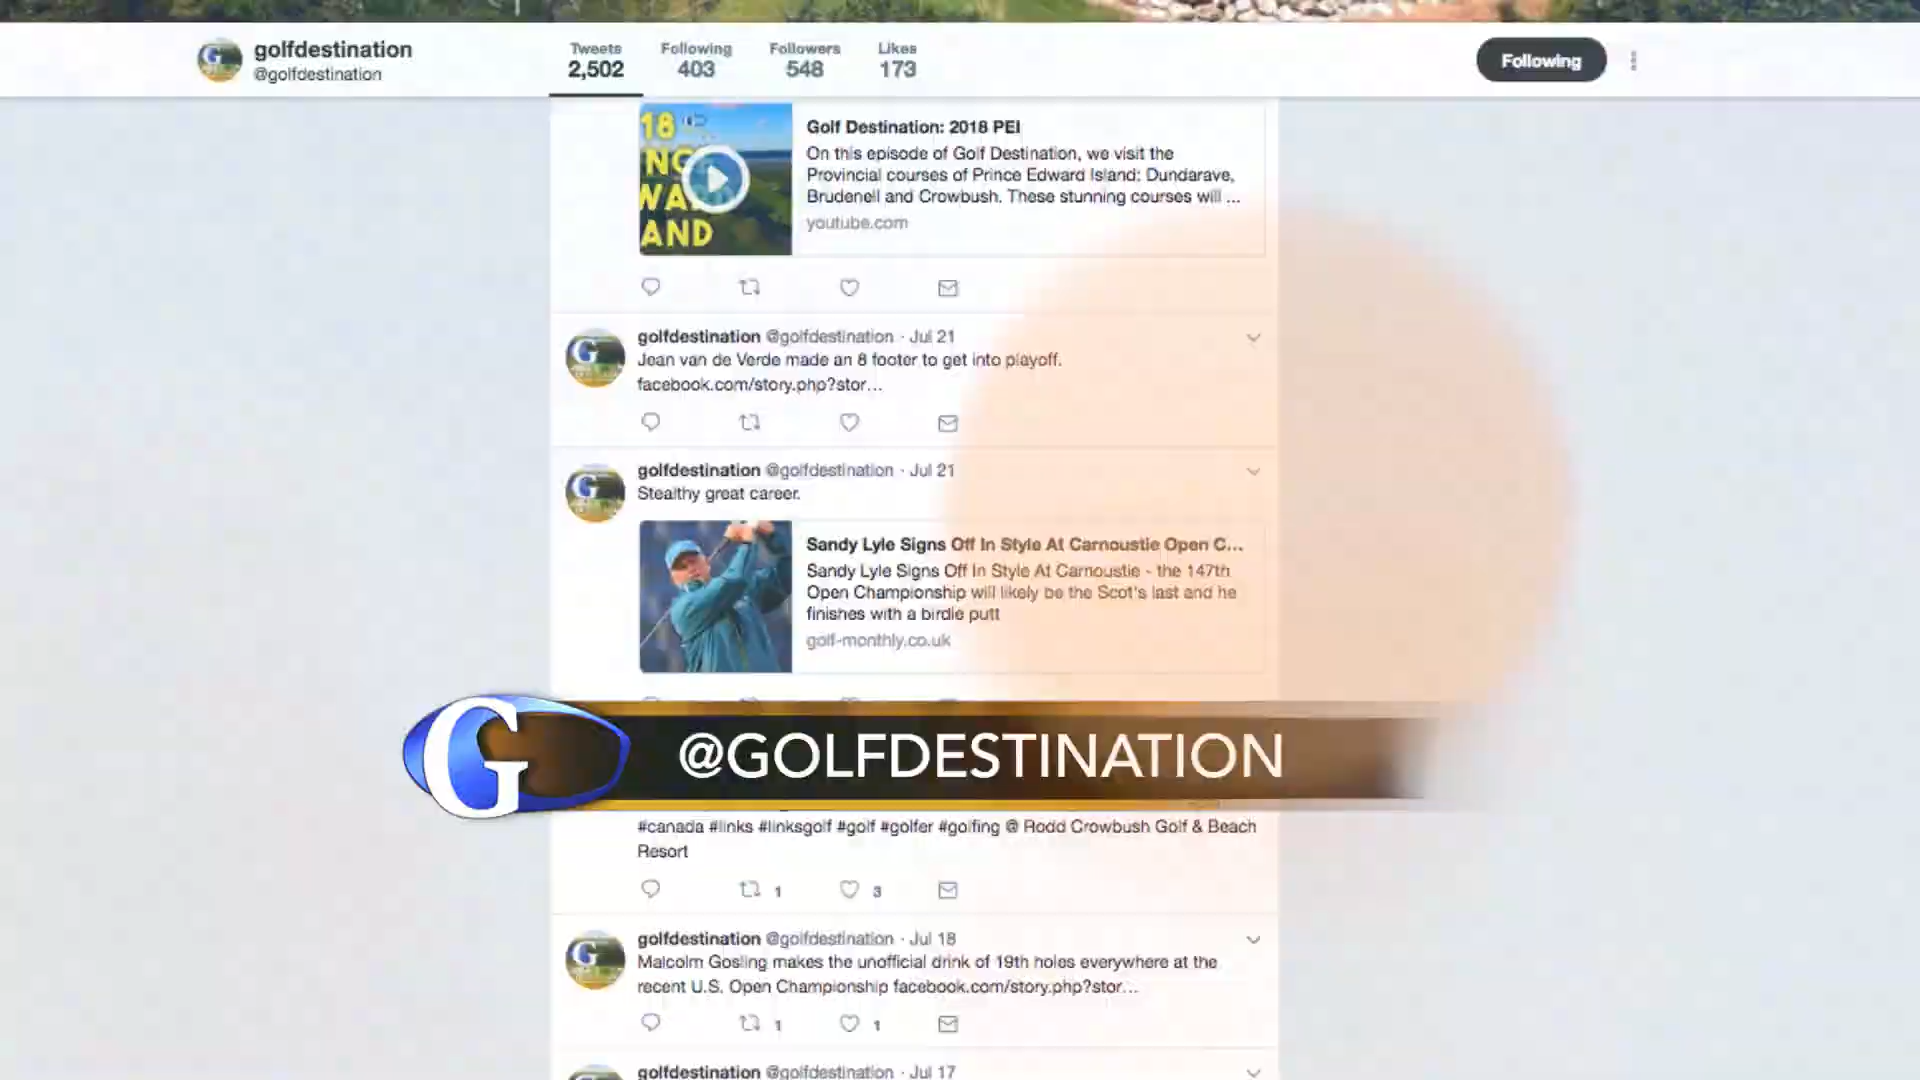 golfdestination
@golfdestination
Tweets
2,502
Following
403
Followers
548
Likes
173
Following
18
AND
Golf Destination: 2018 PEI
On this episode of Golf Destination, we visit the
Provincial courses of Prince Edward Island: Dundarave,
Brudenell and Crowbush. These stunning courses will ...
youtube.com
golfdestination @golfdestination · Jul 21
Jean van de Verde made an 8 footer to get into playoff.
facebook.com/story.php?stor...
golfdestination @golfdestination · Jul 21
Stealthy great career.
Sandy Lyle Signs Off In Style At Carnoustie Open C...
Sandy Lyle Signs Off In Style At Carnoustie - the 147th
Open Championship will likely be the Scot's last and he
finishes with a birdie putt
golf-monthly.co.uk
G @GOLFDESTINATION
#canada #links #linksgolf #golf #golfer #golfing @ Rodd Crowbush Golf & Beach
Resort
1 3
golfdestination @golfdestination · Jul 18
Malcolm Gosling makes the unofficial drink of 19th holes everywhere at the
recent U.S. Open Championship facebook.com/story.php?stor...
1 1
golfdestination @golfdestination · Jul 17